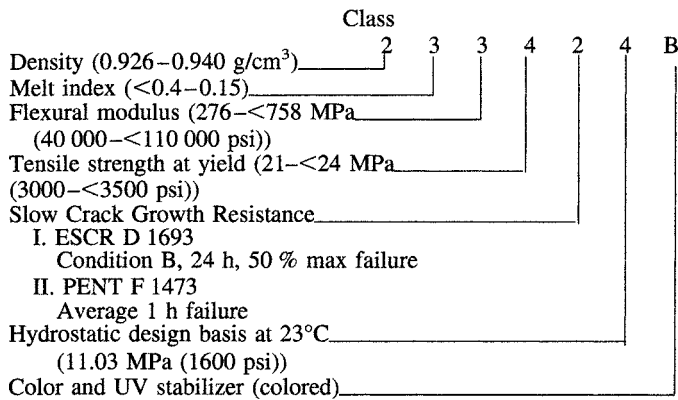 Class
2 3 3 4 2 4 B
Density (0.926–0.940 g/cm³)
Melt index (<0.4–0.15)
Flexural modulus (276–<758 MPa
(40 000–<110 000 psi))
Tensile strength at yield (21–<24 MPa
(3000–<3500 psi))
Slow Crack Growth Resistance
I. ESCR D 1693
Condition B, 24 h, 50 % max failure
II. PENT F 1473
Average 1 h failure
Hydrostatic design basis at 23°C
(11.03 MPa (1600 psi))
Color and UV stabilizer (colored)